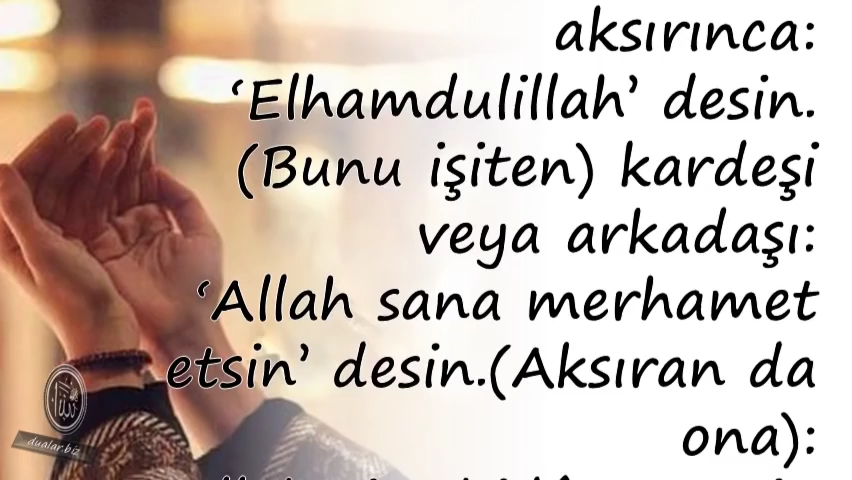 aksırınca:
‘Elhamdulillah’ desin.
(Bunu işiten) kardeşi
veya arkadaşı:
‘Allah sana merhamet
etsin’ desin.(Aksıran da
ona):
dualar.biz